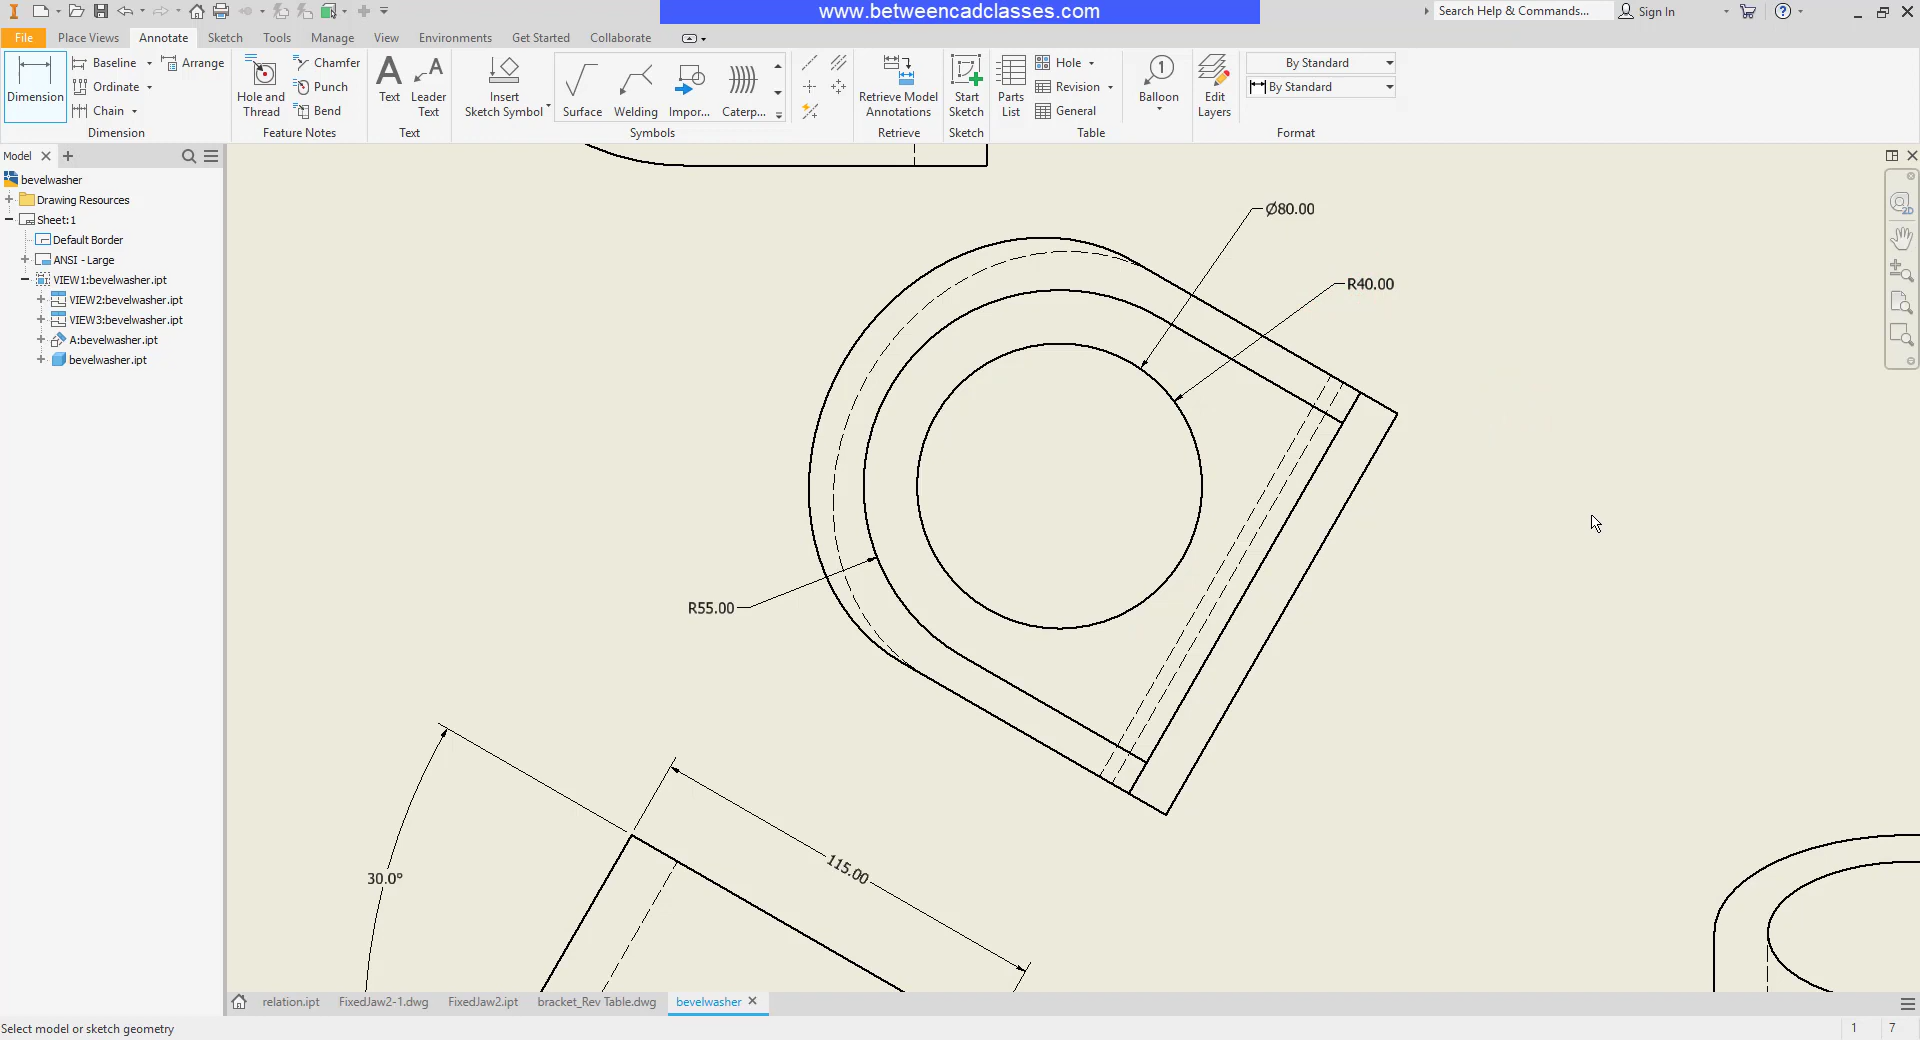 www.betweencadclasses.com
Search Help & Commands...
Sign In
File
Place Views
Annotate
Sketch
Tools
Manage
View
Environments
Get Started
Collaborate
Dimension
Baseline
Ordinate
Chain
Arrange
Dimension
Hole and Thread
Chamfer
Punch
Bend
Feature Notes
Text
Leader Text
Text
Insert Sketch Symbol
Surface
Welding
Impor...
Caterp...
Symbols
Retrieve Model Annotations
Retrieve
Start Sketch
Sketch
Parts List
Hole
Revision
General
Table
1
Balloon
Edit Layers
By Standard
By Standard
Format
Model
bevelwasher
Drawing Resources
Sheet:1
Default Border
ANSI - Large
VIEW1:bevelwasher.ipt
VIEW2:bevelwasher.ipt
VIEW3:bevelwasher.ipt
A:bevelwasher.ipt
bevelwasher.ipt
2D
Ø80.00
R40.00
R55.00
115.00
30.0°
relation.ipt
FixedJaw2-1.dwg
FixedJaw2.ipt
bracket_Rev Table.dwg
bevelwasher
Select model or sketch geometry
1
7